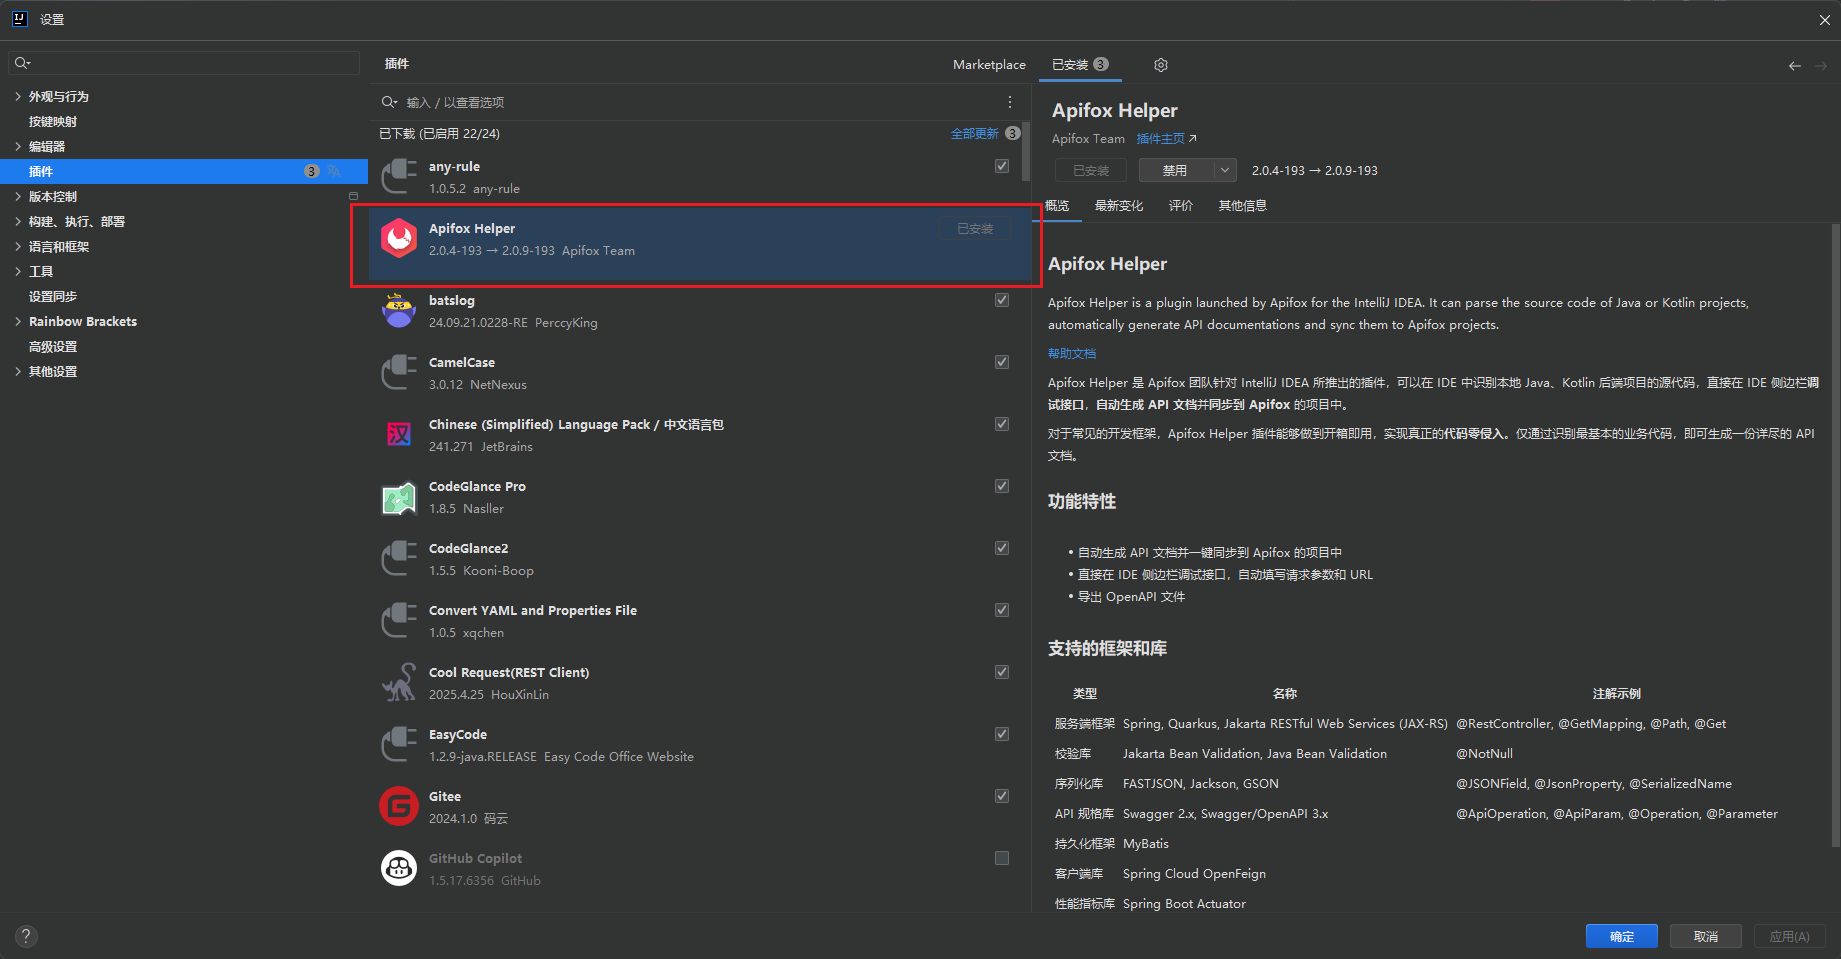 设置
外观与行为
按键映射
编辑器
插件 3
版本控制
构建、执行、部署
语言和框架
工具
设置同步
Rainbow Brackets
高级设置
其他设置
插件
Marketplace
已安装 3
输入 / 以查看选项
已下载 (已启用 22/24)
全部更新 3
any-rule
1.0.5.2 any-rule
Apifox Helper
已安装
2.0.4-193 → 2.0.9-193 Apifox Team
batslog
24.09.21.0228-RE PerccyKing
CamelCase
3.0.12 NetNexus
Chinese (Simplified) Language Pack / 中文语言包
241.271 JetBrains
CodeGlance Pro
1.8.5 Nasller
CodeGlance2
1.5.5 Kooni-Boop
Convert YAML and Properties File
1.0.5 xqchen
Cool Request(REST Client)
2025.4.25 HouXinLin
EasyCode
1.2.9-java.RELEASE Easy Code Office Website
Gitee
2024.1.0 码云
GitHub Copilot
1.5.17.6356 GitHub
Apifox Helper
Apifox Team 插件主页↗
已安装 禁用 2.0.4-193 → 2.0.9-193
概览 最新变化 评价 其他信息
Apifox Helper
Apifox Helper is a plugin launched by Apifox for the IntelliJ IDEA. It can parse the source code of Java or Kotlin projects,
automatically generate API documentations and sync them to Apifox projects.
帮助文档
Apifox Helper 是 Apifox 团队针对 IntelliJ IDEA 所推出的插件，可以在 IDE 中识别本地 Java、Kotlin 后端项目的源代码，直接在 IDE 侧边栏调
试接口，自动生成 API 文档并同步到 Apifox 的项目中。
对于常见的开发框架，Apifox Helper 插件能够做到开箱即用，实现真正的代码零侵入。仅通过识别最基本的业务代码，即可生成一份详尽的 API
文档。
功能特性
• 自动生成 API 文档并一键同步到 Apifox 的项目中
• 直接在 IDE 侧边栏调试接口，自动填写请求参数和 URL
• 导出 OpenAPI 文件
支持的框架和库
类型 名称 注解示例
服务端框架 Spring, Quarkus, Jakarta RESTful Web Services (JAX-RS) @RestController, @GetMapping, @Path, @Get
校验库 Jakarta Bean Validation, Java Bean Validation @NotNull
序列化库 FASTJSON, Jackson, GSON @JSONField, @JsonProperty, @SerializedName
API 规格库 Swagger 2.x, Swagger/OpenAPI 3.x @ApiOperation, @ApiParam, @Operation, @Parameter
持久化框架 MyBatis
客户端库 Spring Cloud OpenFeign
性能指标库 Spring Boot Actuator
?
确定 取消 应用(A)